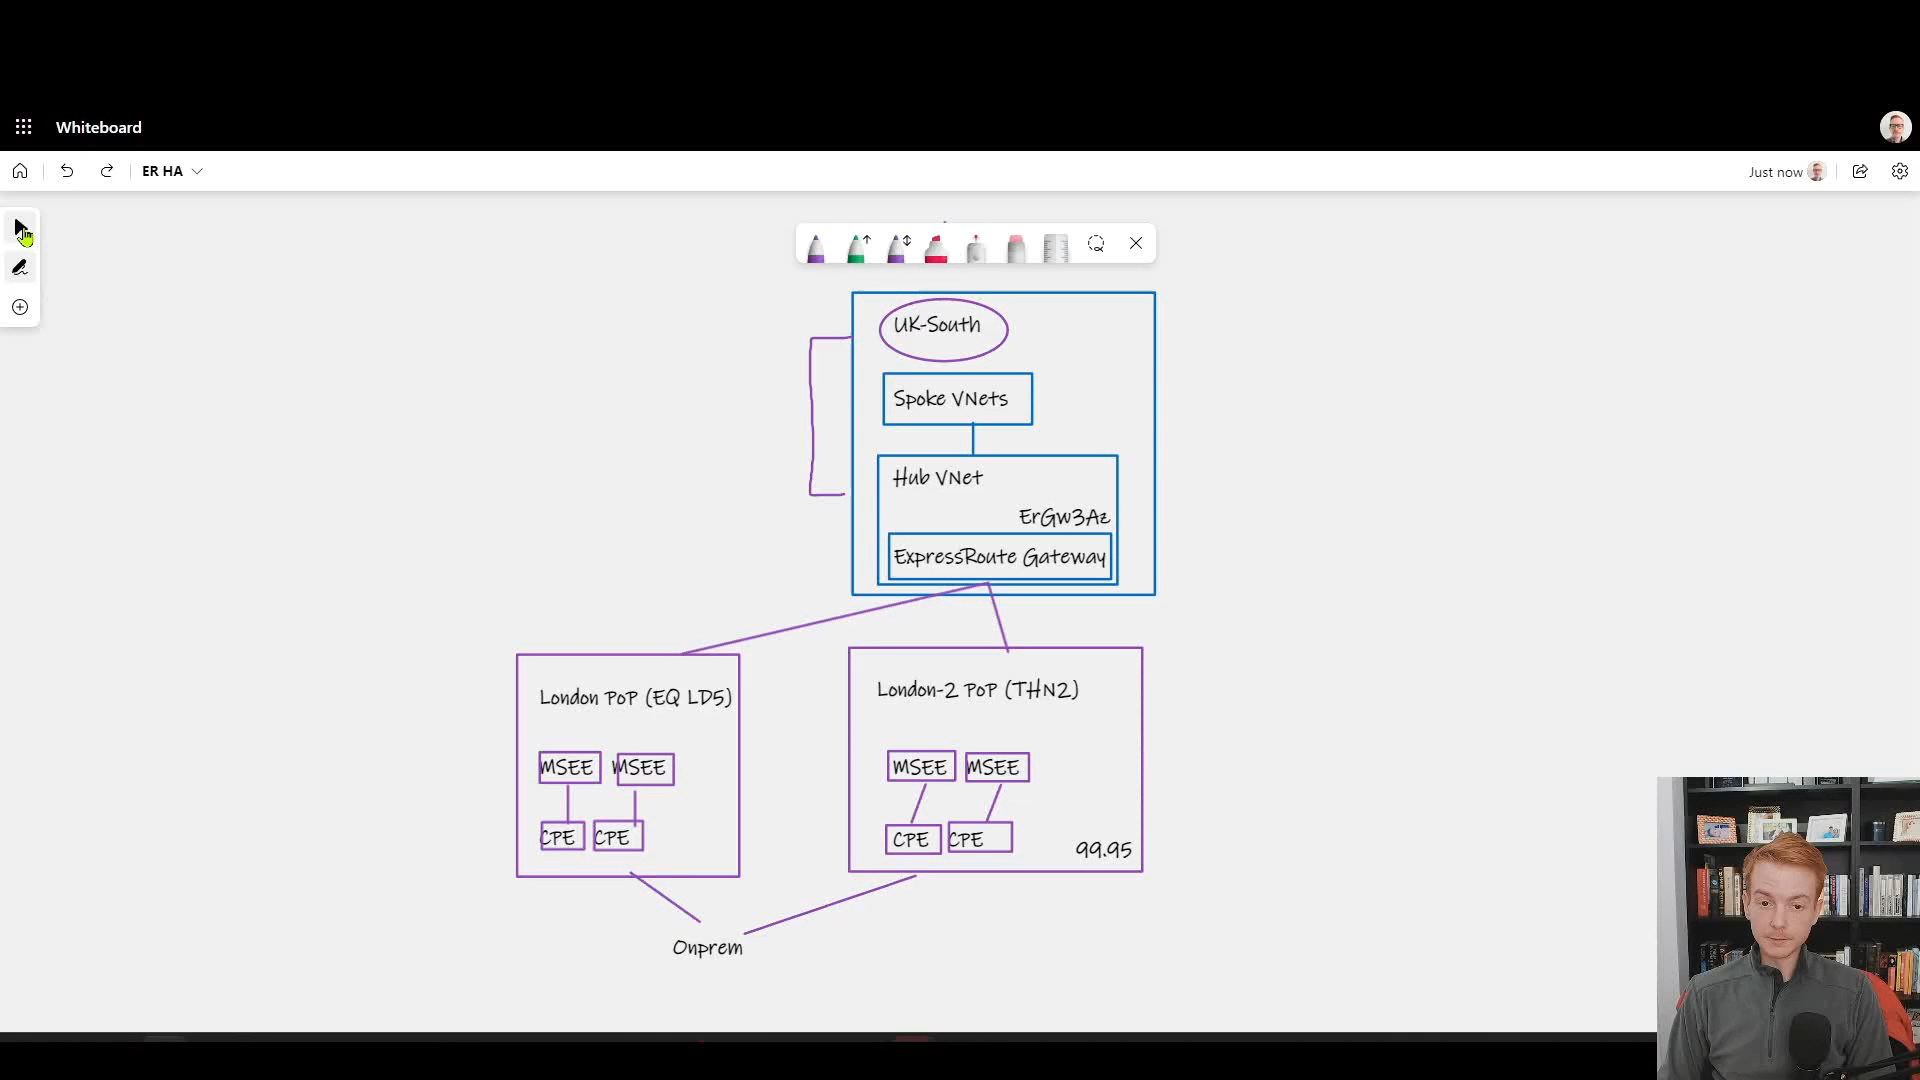 Whiteboard
ER HA
Just now
UK-South
Spoke VNets
Hub VNet
ErGw3Az
ExpressRoute Gateway
London PoP (EQ LD5)
London-2 PoP (THN2)
MSEE MSEE
MSEE MSEE
CPE CPE
CPE CPE
99.95
Onprem